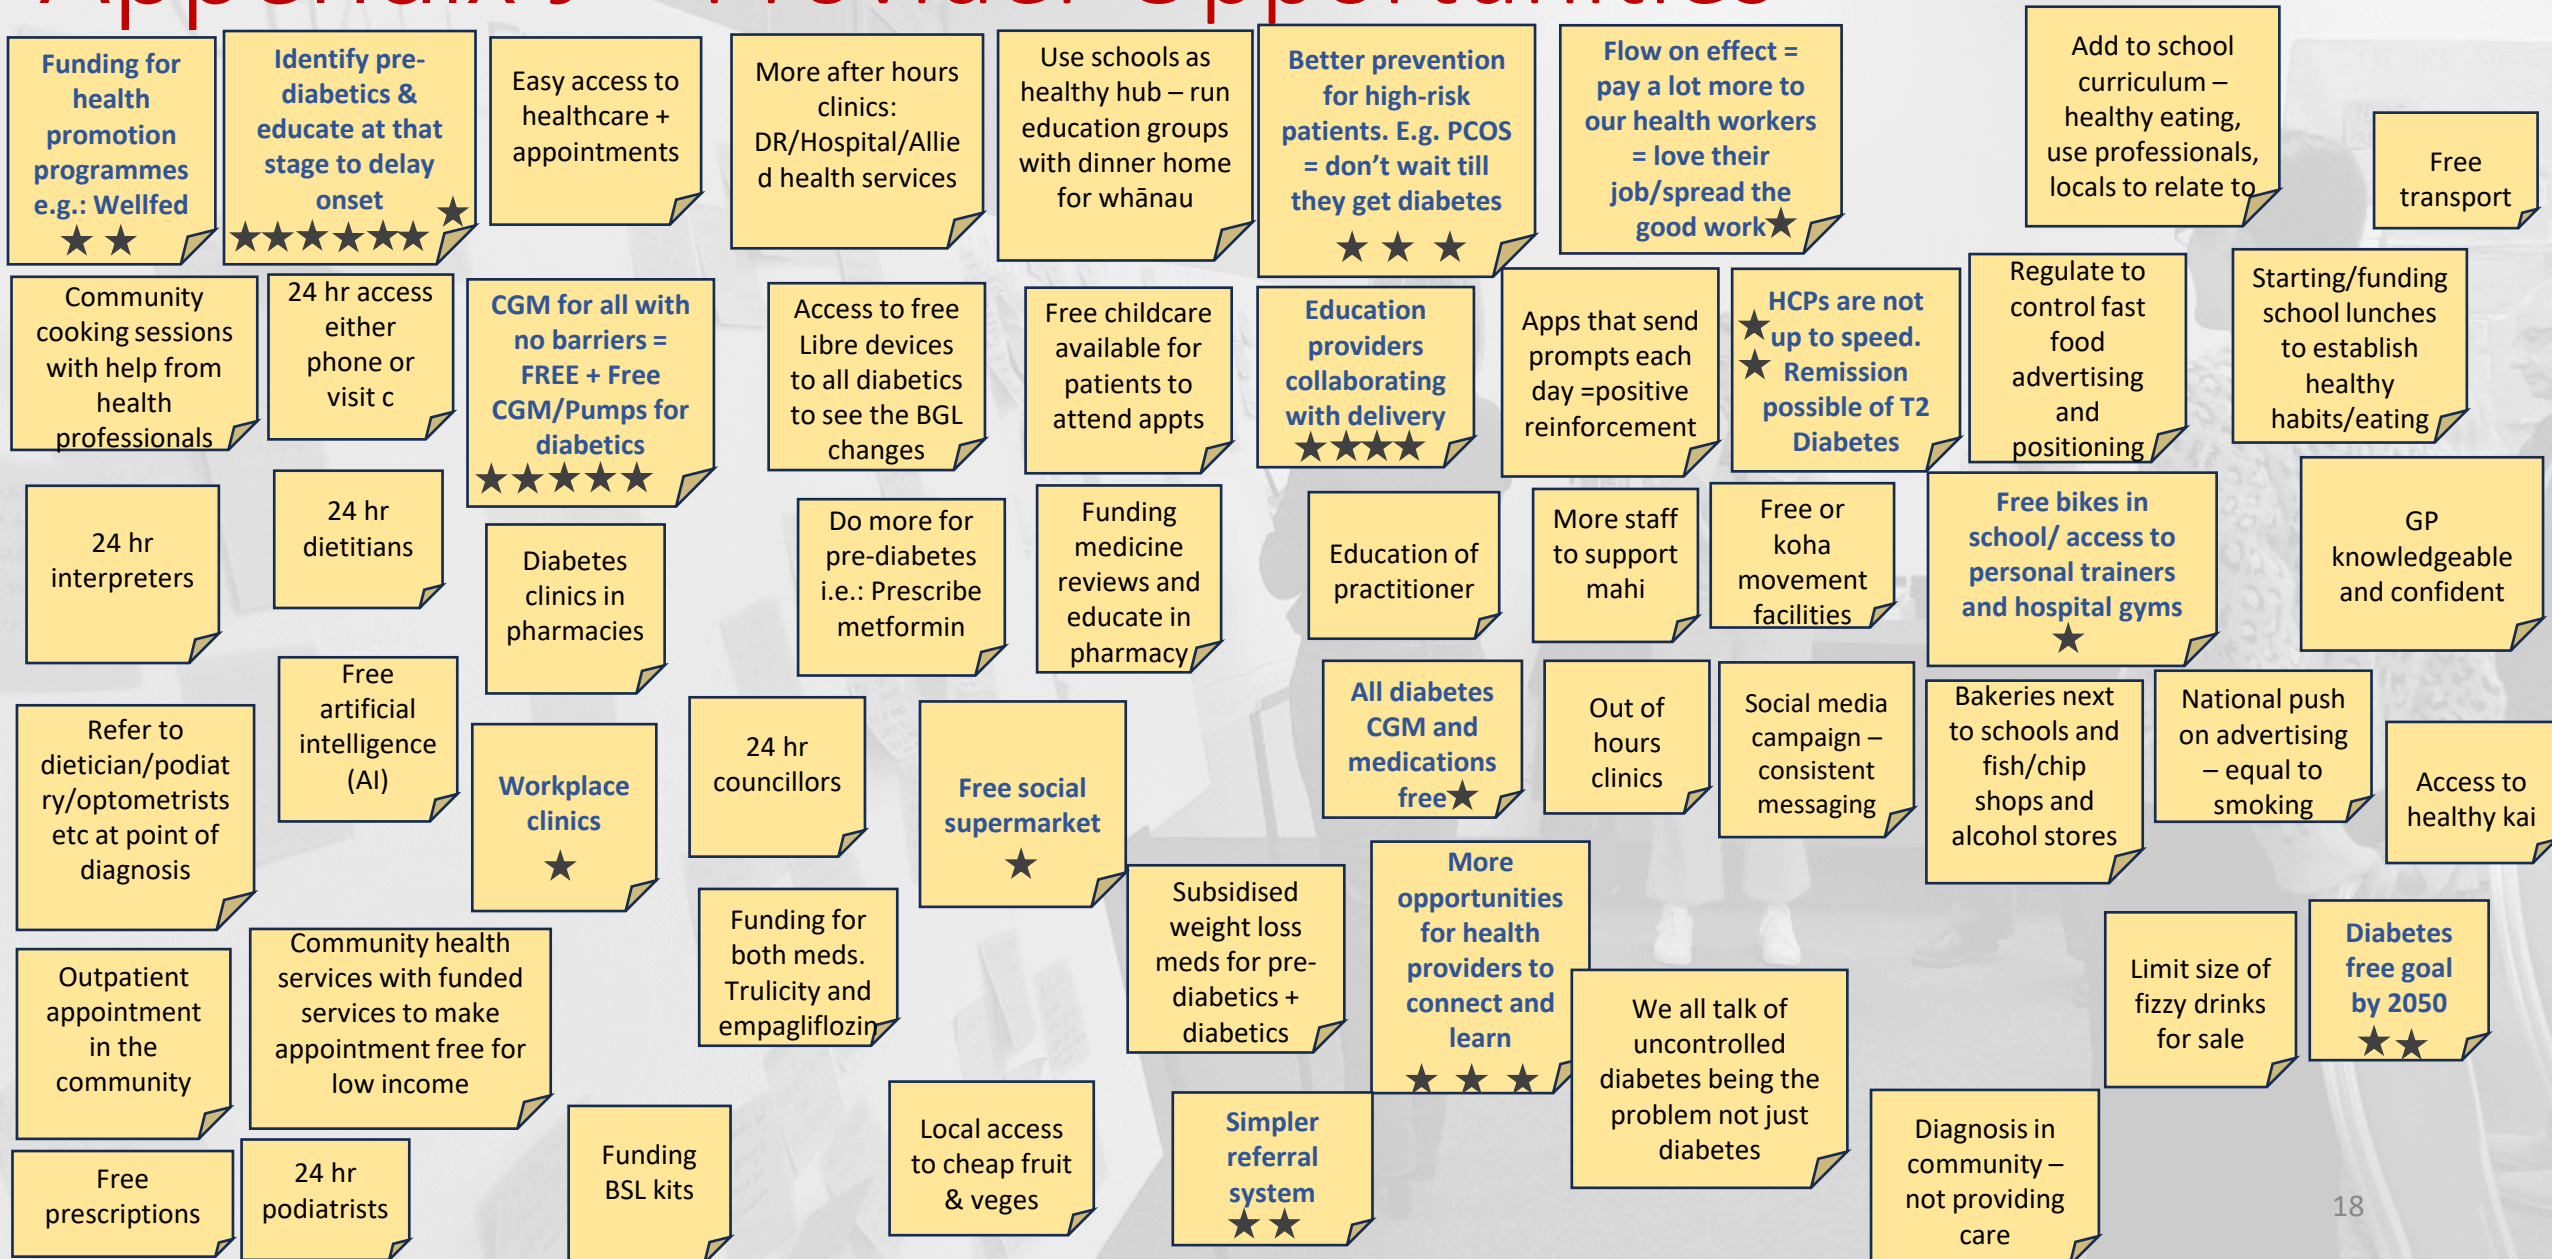 Provider Opportunities
Funding for
health
promotion
programmes
e.g.: Wellfed
Identify pre-
diabetics &
educate at that
stage to delay
onset
Easy access to
healthcare +
appointments
More after hours
clinics:
DR/Hospital/Allie
d health services
Use schools as
healthy hub – run
education groups
with dinner home
for whānau
Better prevention
for high-risk
patients. E.g. PCOS
= don’t wait till
they get diabetes
Flow on effect =
pay a lot more to
our health workers
= love their
job/spread the
good work
Add to school
curriculum –
healthy eating,
use professionals,
locals to relate to
Free
transport
Community
cooking sessions
with help from
health
professionals
24 hr access
either
phone or
visit c
CGM for all with
no barriers =
FREE + Free
CGM/Pumps for
diabetics
Access to free
Libre devices
to all diabetics
to see the BGL
changes
Free childcare
available for
patients to
attend appts
Education
providers
collaborating
with delivery
Apps that send
prompts each
day =positive
reinforcement
HCPs are not
up to speed.
Remission
possible of T2
Diabetes
Regulate to
control fast
food
advertising
and
positioning
Starting/funding
school lunches
to establish
healthy
habits/eating
24 hr
interpreters
24 hr
dietitians
Diabetes
clinics in
pharmacies
Do more for
pre-diabetes
i.e.: Prescribe
metformin
Funding
medicine
reviews and
educate in
pharmacy
Education of
practitioner
More staff
to support
mahi
Free or
koha
movement
facilities
Free bikes in
school/ access to
personal trainers
and hospital gyms
GP
knowledgeable
and confident
Refer to
dietician/podiat
ry/optometrists
etc at point of
diagnosis
Free
artificial
intelligence
(AI)
Workplace
clinics
24 hr
councillors
Free social
supermarket
All diabetes
CGM and
medications
free
Out of
hours
clinics
Social media
campaign –
consistent
messaging
Bakeries next
to schools and
fish/chip
shops and
alcohol stores
National push
on advertising
– equal to
smoking
Access to
healthy kai
Outpatient
appointment
in the
community
Community health
services with funded
services to make
appointment free for
low income
Funding for
both meds.
Trulicity and
empagliflozin
Subsidised
weight loss
meds for pre-
diabetics +
diabetics
More
opportunities
for health
providers to
connect and
learn
We all talk of
uncontrolled
diabetes being the
problem not just
diabetes
Limit size of
fizzy drinks
for sale
Diabetes
free goal
by 2050
Free
prescriptions
24 hr
podiatrists
Funding
BSL kits
Local access
to cheap fruit
& veges
Simpler
referral
system
Diagnosis in
community –
not providing
care
18